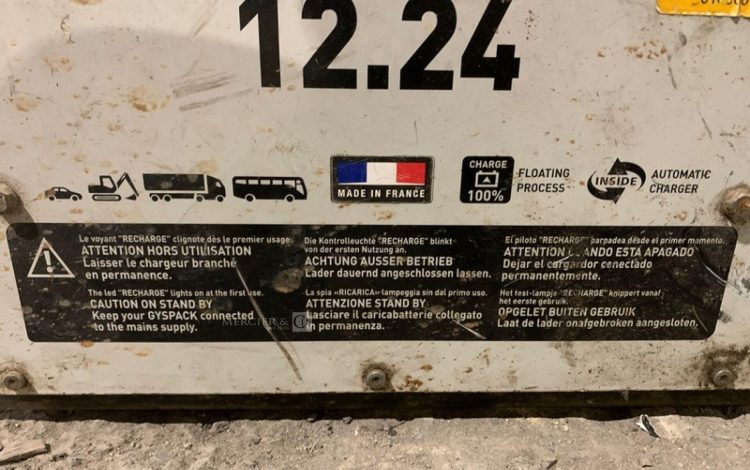 12.24
MADE IN FRANCE
CHARGE
100%
FLOATING
PROCESS
INSIDE
AUTOMATIC
CHARGER
Le voyant "RECHARGE" clignote dès le premier usage.
ATTENTION HORS UTILISATION
Laisser le chargeur branché
en permanence.
The led "RECHARGE" lights on at the first use.
CAUTION ON STAND BY
Keep your GYSPACK connected
to the mains supply.
Die Kontrolleuchte "RECHARGE" blinkt
von der ersten Nutzung an.
ACHTUNG AUSSER BETRIEB
Lader dauernd angeschlossen lassen.
La spia «RICARICA» lampeggia sin dal primo uso.
ATTENZIONE STAND BY
Lasciare il caricabatterie collegato
in permanenza.
El piloto "RECHARGE" parpadea désde el primer momento.
ATTENTION CUANDO ESTÁ APAGADO
Dejar el cargador conectado
permanentemente.
Het test-lampje "RECHARGE" knippert vanaf
het eerste gebruik.
OPGELET BUITEN GEBRUIK
Laat de lader onafgebroken aangesloten.
MERCIER & C